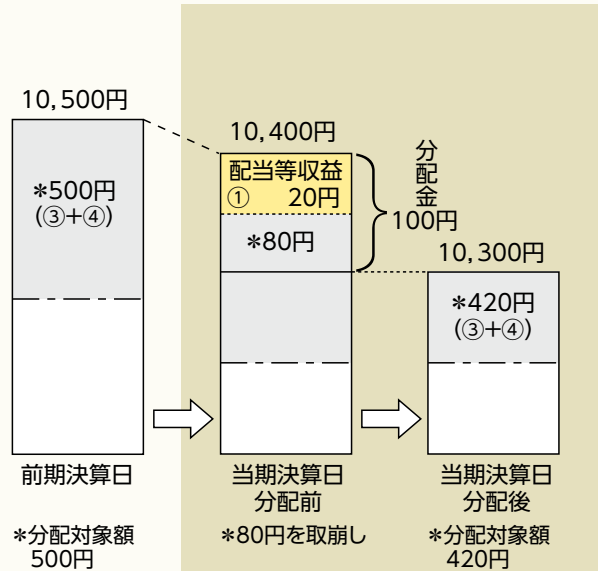 10,500円
*500円
(③+④)
前期決算日
*分配対象額
500円
10,400円
配当等収益
① 20円
*80円
分配金
100円
当期決算日
分配前
*80円を取崩し
10,300円
*420円
(③+④)
当期決算日
分配後
*分配対象額
420円